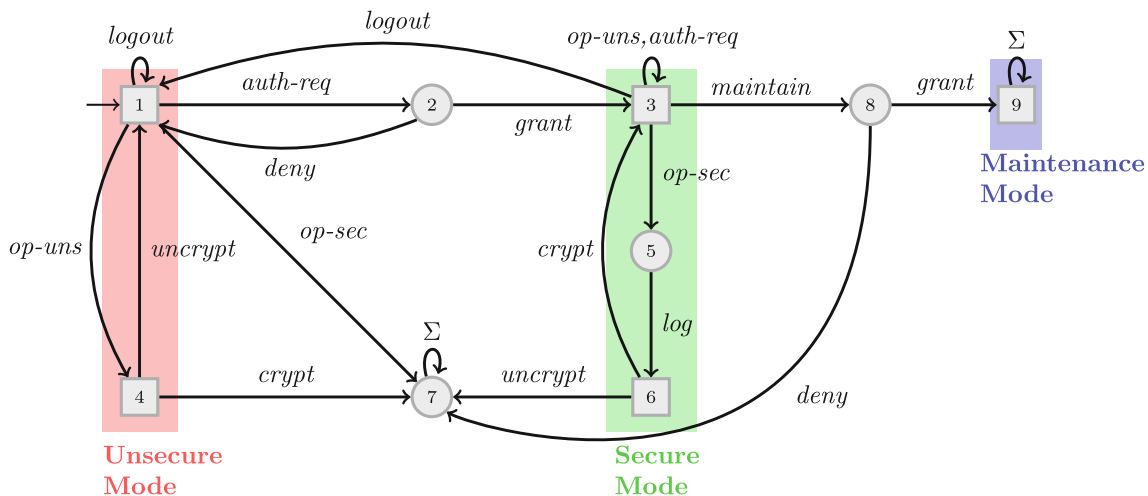 logout
logout
op-uns,auth-req
Σ
1
auth-req
2
grant
3
maintain
8
grant
9
deny
op-sec
Maintenance
Mode
op-uns
uncrypt
op-sec
crypt
5
log
Σ
4
crypt
7
uncrypt
6
deny
Unsecure
Mode
Secure
Mode